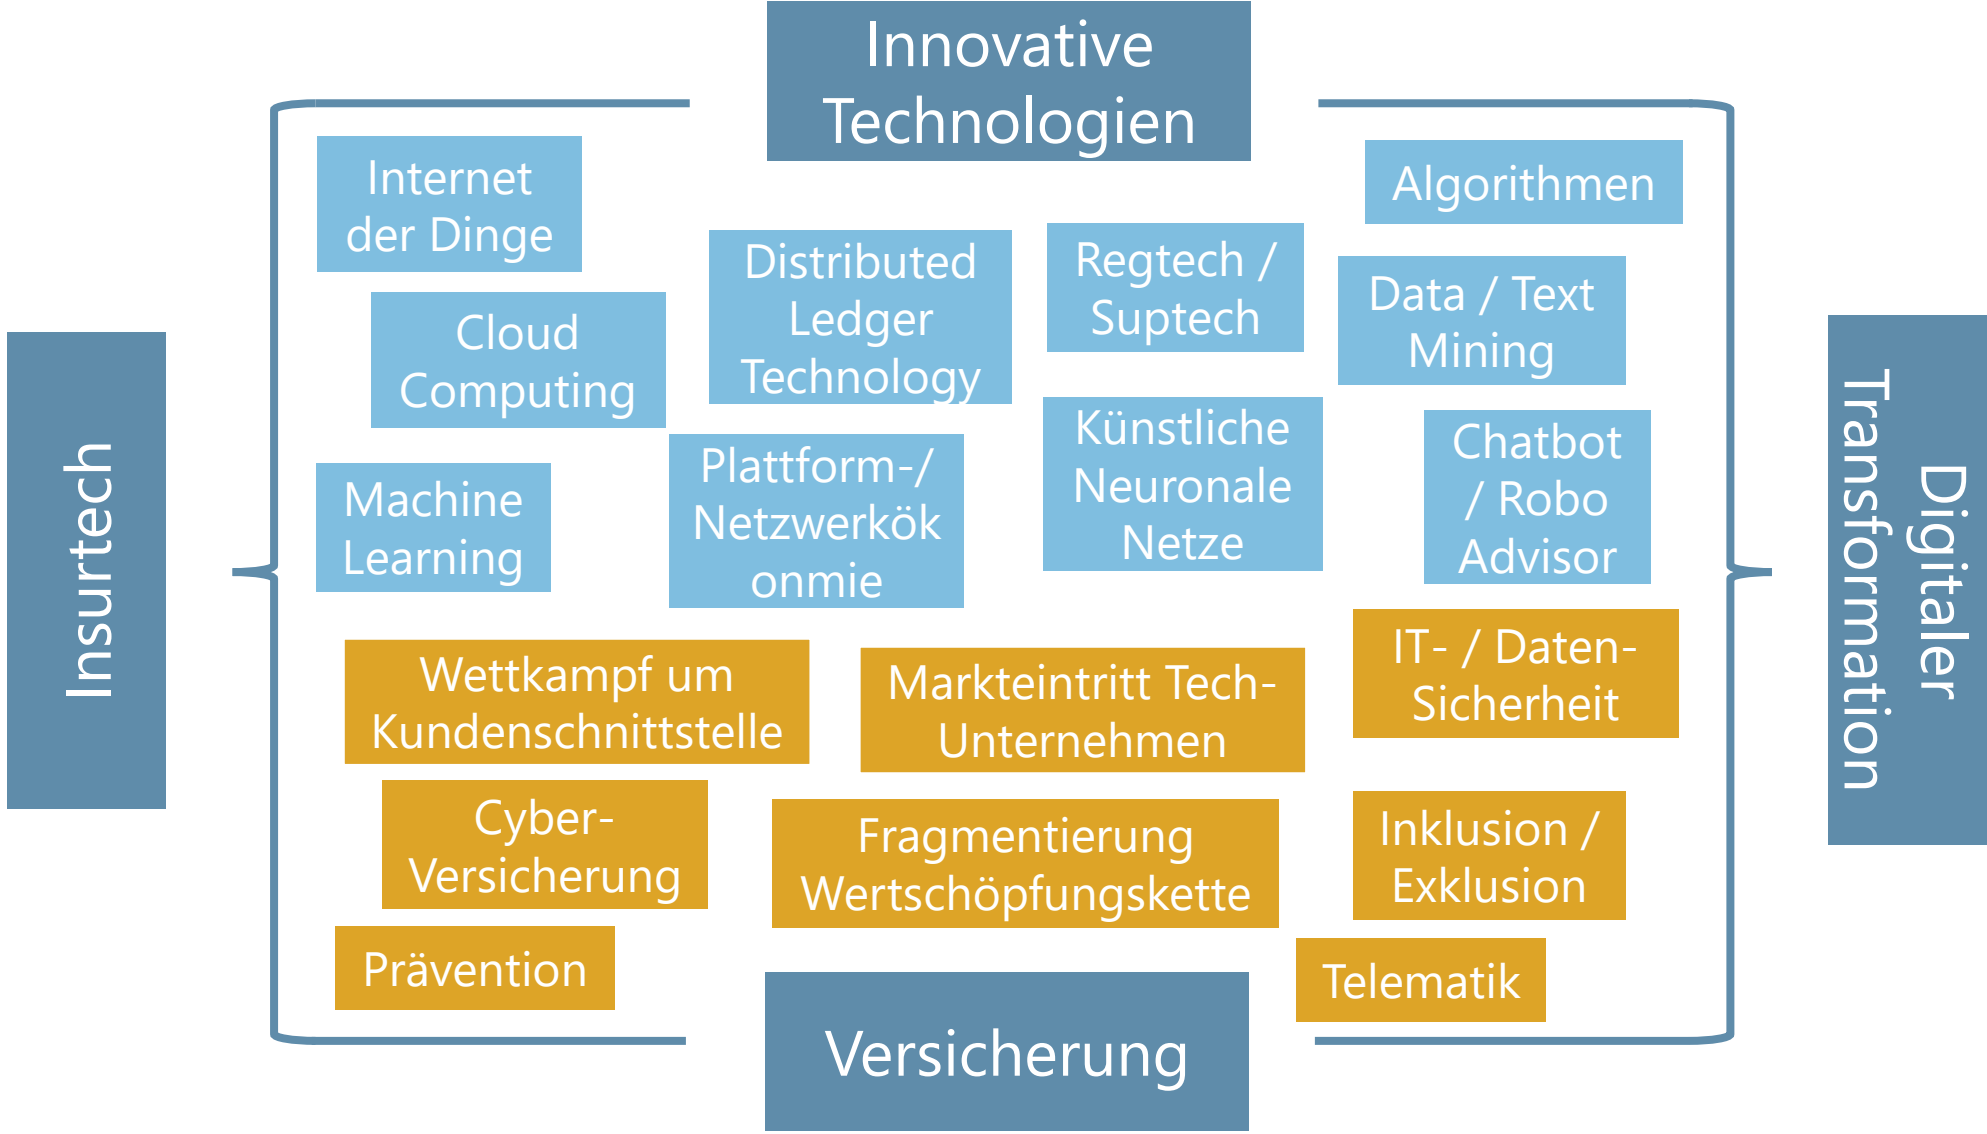 Innovative
Technologien
Internet
der Dinge
Algorithmen
Distributed
Ledger
Technology
Regtech /
Suptech
Data / Text
Mining
Cloud
Computing
Insurtech
Digitaler
Transformation
Machine
Learning
Plattform-/
Netzwerkök
onmie
Künstliche
Neuronale
Netze
Chatbot
/ Robo
Advisor
Wettkampf um
Kundenschnittstelle
Markteintritt Tech-
Unternehmen
IT- / Daten-
Sicherheit
Cyber-
Versicherung
Fragmentierung
Wertschöpfungskette
Inklusion /
Exklusion
Prävention
Telematik
Versicherung